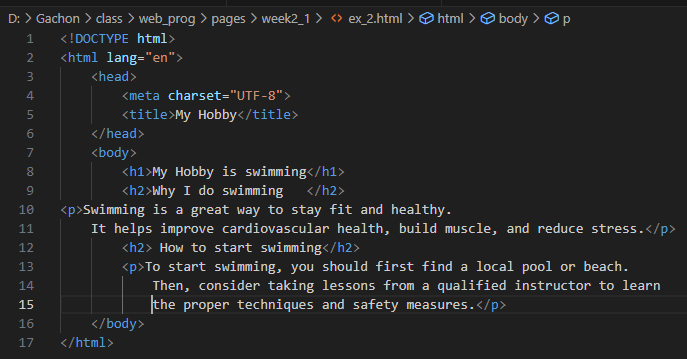 D: > Gachon > class > web_prog > pages > week2_1 > <> ex_2.html > html > body > p
1 <!DOCTYPE html>
2 <html lang="en">
3     <head>
4         <meta charset="UTF-8">
5         <title>My Hobby</title>
6     </head>
7     <body>
8         <h1>My Hobby is swimming</h1>
9         <h2>Why I do swimming   </h2>
10 <p>Swimming is a great way to stay fit and healthy.
11     It helps improve cardiovascular health, build muscle, and reduce stress.</p>
12         <h2> How to start swimming</h2>
13         <p>To start swimming, you should first find a local pool or beach.
14             Then, consider taking lessons from a qualified instructor to learn
15             the proper techniques and safety measures.</p>
16     </body>
17 </html>